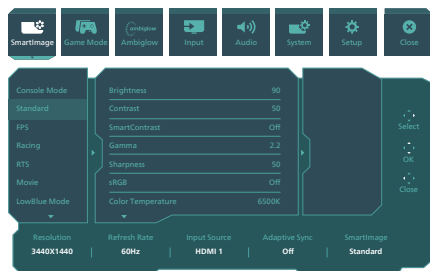 ambiglow
SmartImage Game Mode Ambiglow Input Audio System Setup Close
Console Mode Brightness 90
Standard Contrast 50
FPS SmartContrast Off
Racing Gamma 2.2
RTS Sharpness 50
Movie sRGB Off
LowBlue Mode Color Temperature 6500K
Select
OK
Close
Resolution Refresh Rate Input Source Adaptive Sync SmartImage
3440X1440 60Hz HDMI 1 Off Standard